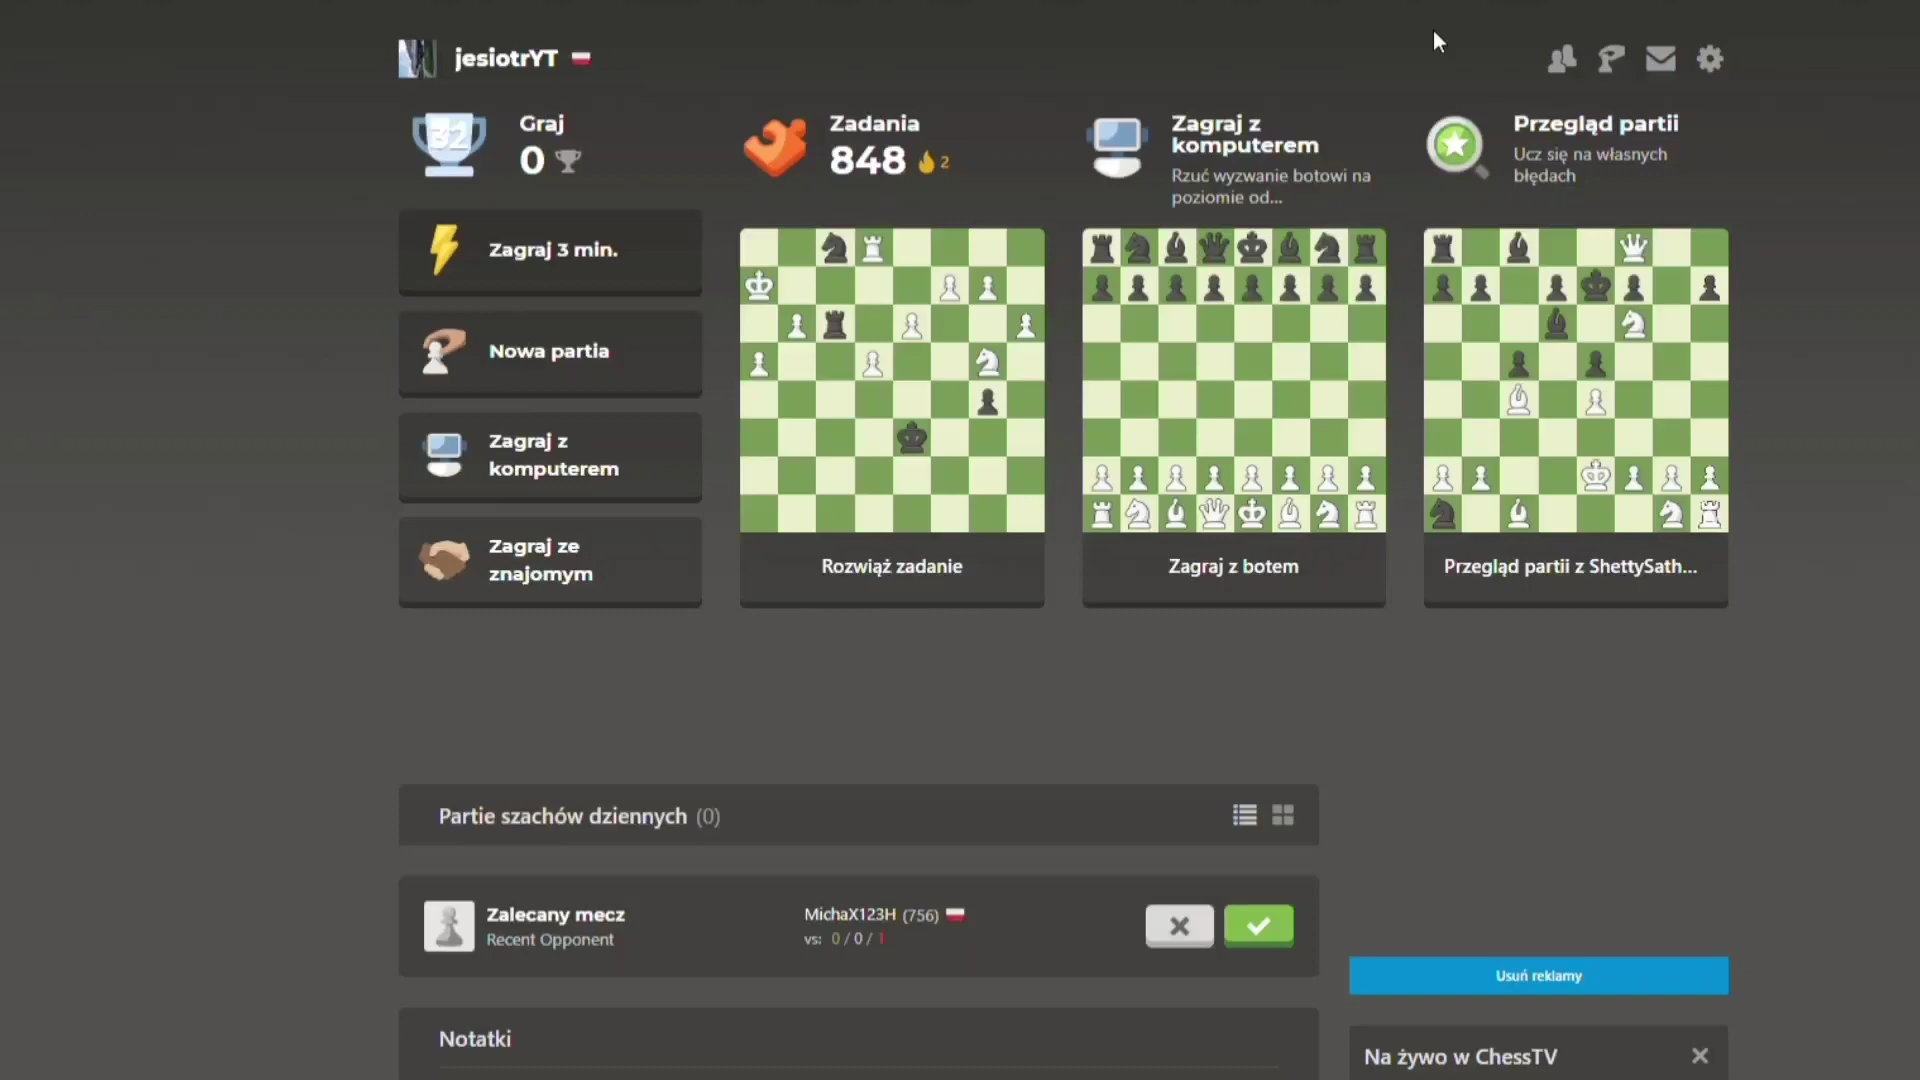 jesiotrYT
32
Graj
0
Zadania
848 2
Zagraj z
komputerem
Rzuć wyzwanie botowi na
poziomie od...
Przegląd partii
Ucz się na własnych
błędach
Zagraj 3 min.
Nowa partia
Zagraj z
komputerem
Zagraj ze
znajomym
Rozwiąż zadanie
Zagraj z botem
Przegląd partii z ShettySath...
Partie szachów dziennych (0)
Zalecany mecz
Recent Opponent
MichaX123H (756)
vs: 0 / 0 / 1
Usuń reklamy
Notatki
Na żywo w ChessTV